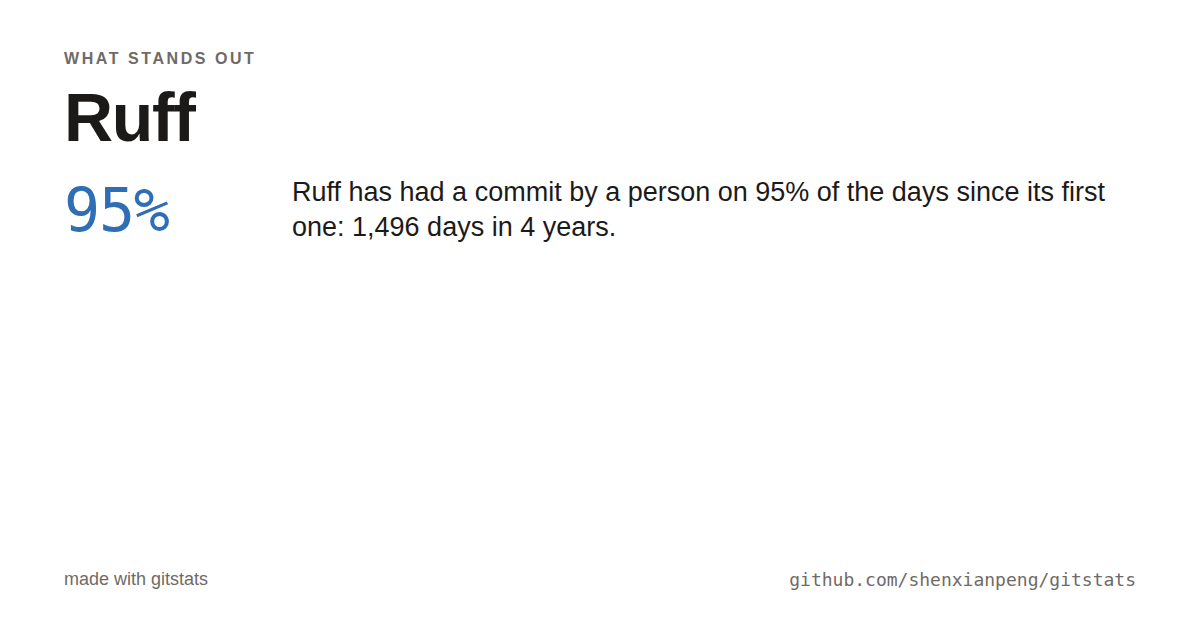 WHAT STANDS OUT
Ruff
95%
Ruff has had a commit by a person on 95% of the days since its first
one: 1,496 days in 4 years.
made with gitstats
github.com/shenxianpeng/gitstats